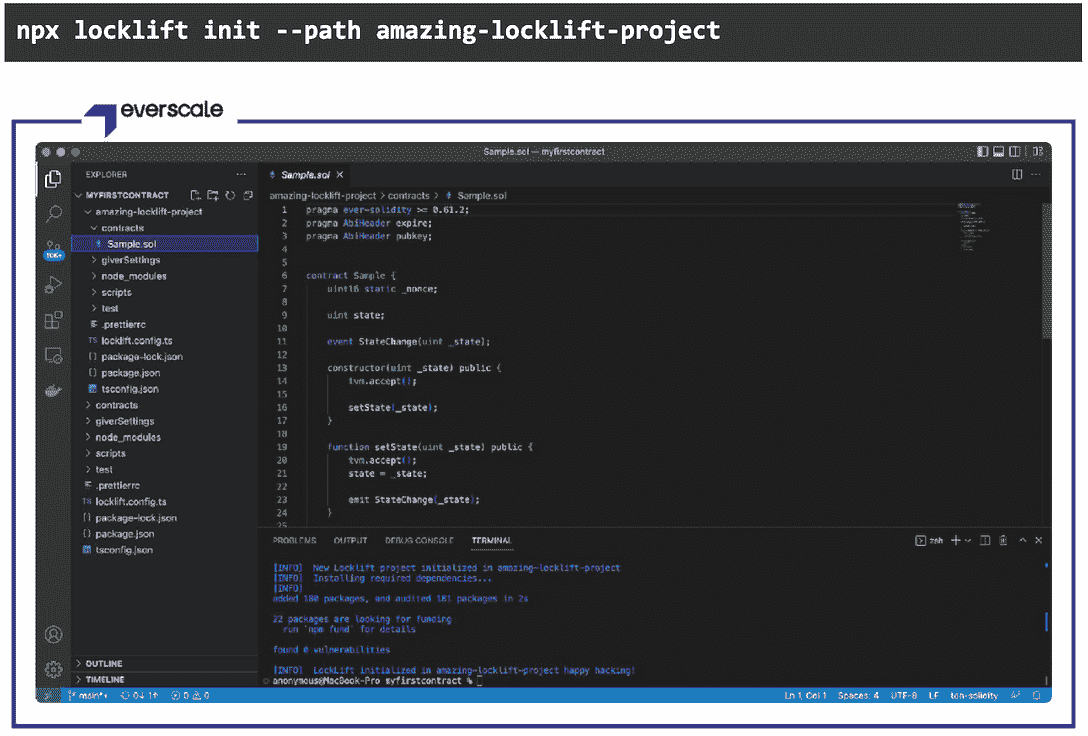 npx locklift init --path amazing-locklift-project
everscale
Sample.sol — myfirstcontract
EXPLORER
MYFIRSTCONTRACT
amazing-locklift-project
contracts
Sample.sol
giverSettings
node_modules
scripts
test
.prettierrc
TS locklift.config.ts
{} package-lock.json
{} package.json
tsconfig.json
contracts
giverSettings
node_modules
scripts
test
.prettierrc
TS locklift.config.ts
{} package-lock.json
{} package.json
tsconfig.json
OUTLINE
TIMELINE
10K+
Sample.sol
amazing-locklift-project > contracts > Sample.sol
1 pragma ever-solidity >= 0.61.2;
2 pragma AbiHeader expire;
3 pragma AbiHeader pubkey;
4
5
6 contract Sample {
7 uint16 static _nonce;
8
9 uint state;
10
11 event StateChange(uint _state);
12
13 constructor(uint _state) public {
14 tvm.accept();
15
16 setState(_state);
17 }
18
19 function setState(uint _state) public {
20 tvm.accept();
21 state = _state;
22
23 emit StateChange(_state);
24 }
25
PROBLEMS OUTPUT DEBUG CONSOLE TERMINAL
zsh
[INFO] New Locklift project initialized in amazing-locklift-project
[INFO] Installing required dependencies...
[INFO]
added 180 packages, and audited 181 packages in 2s
22 packages are looking for funding
run `npm fund` for details
found 0 vulnerabilities
[INFO] LockLift initialized in amazing-locklift-project happy hacking!
anonymous@MacBook-Pro myfirstcontract %
main* 0↓ 1↑ 0 0
Ln 1, Col 1 Spaces: 4 UTF-8 LF ton-solidity